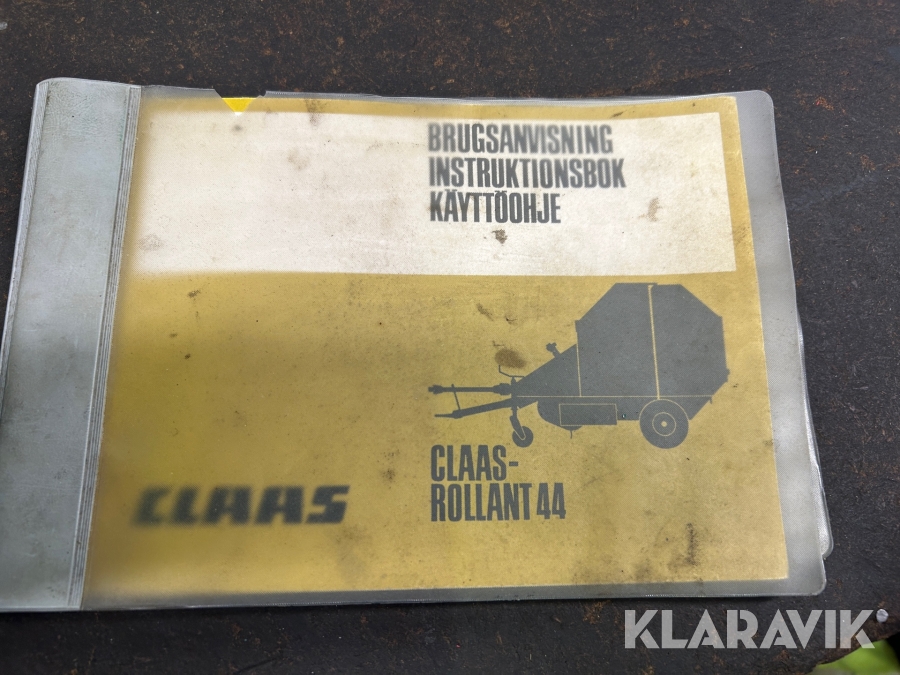 BRUGSANVISNING
INSTRUKTIONSBOK
KÄYTTÖOHJE
CLAAS-
ROLLANT 44
CLAAS
KLARAVIK